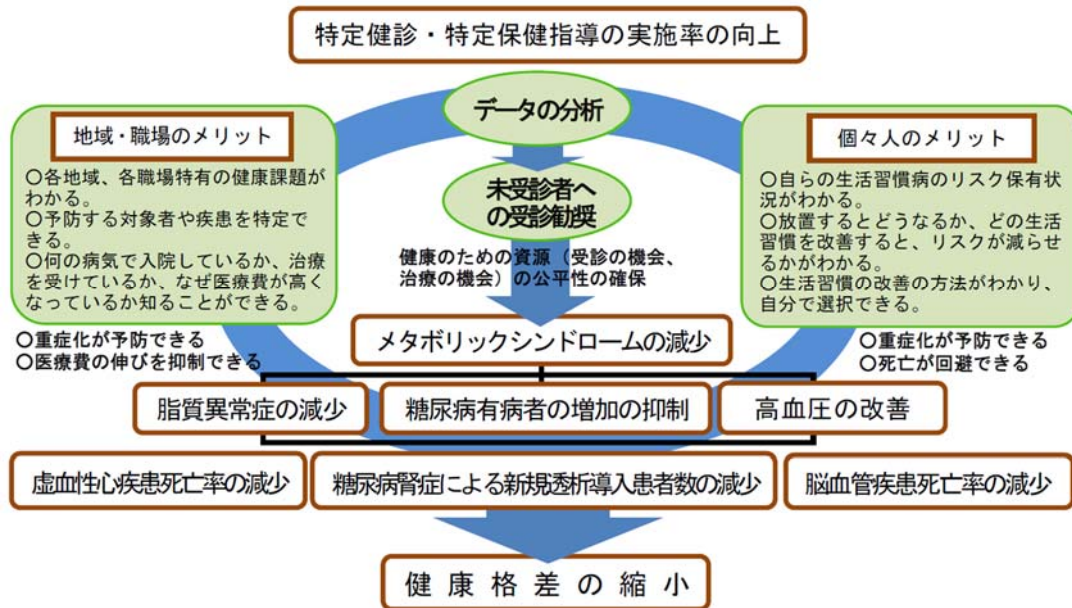 特定健診・特定保健指導の実施率の向上
データの分析
未受診者へ
の受診勧奨
健康のための資源（受診の機会、
治療の機会）の公平性の確保
地域・職場のメリット
○各地域、各職場特有の健康課題が
わかる。
○予防する対象者や疾患を特定で
きる。
○何の病気で入院しているか、治療
を受けているか、なぜ医療費が高く
なっているか知ることができる。
○重症化が予防できる
○医療費の伸びを抑制できる
個々人のメリット
○自らの生活習慣病のリスク保有状
況がわかる。
○放置するとどうなるか、どの生活
習慣を改善すると、リスクが減らせ
るかがわかる。
○生活習慣の改善の方法がわかり、
自分で選択できる。
○重症化が予防できる
○死亡が回避できる
メタボリックシンドロームの減少
脂質異常症の減少
糖尿病有病者の増加の抑制
高血圧の改善
虚血性心疾患死亡率の減少
糖尿病腎症による新規透析導入患者数の減少
脳血管疾患死亡率の減少
健康格差の縮小